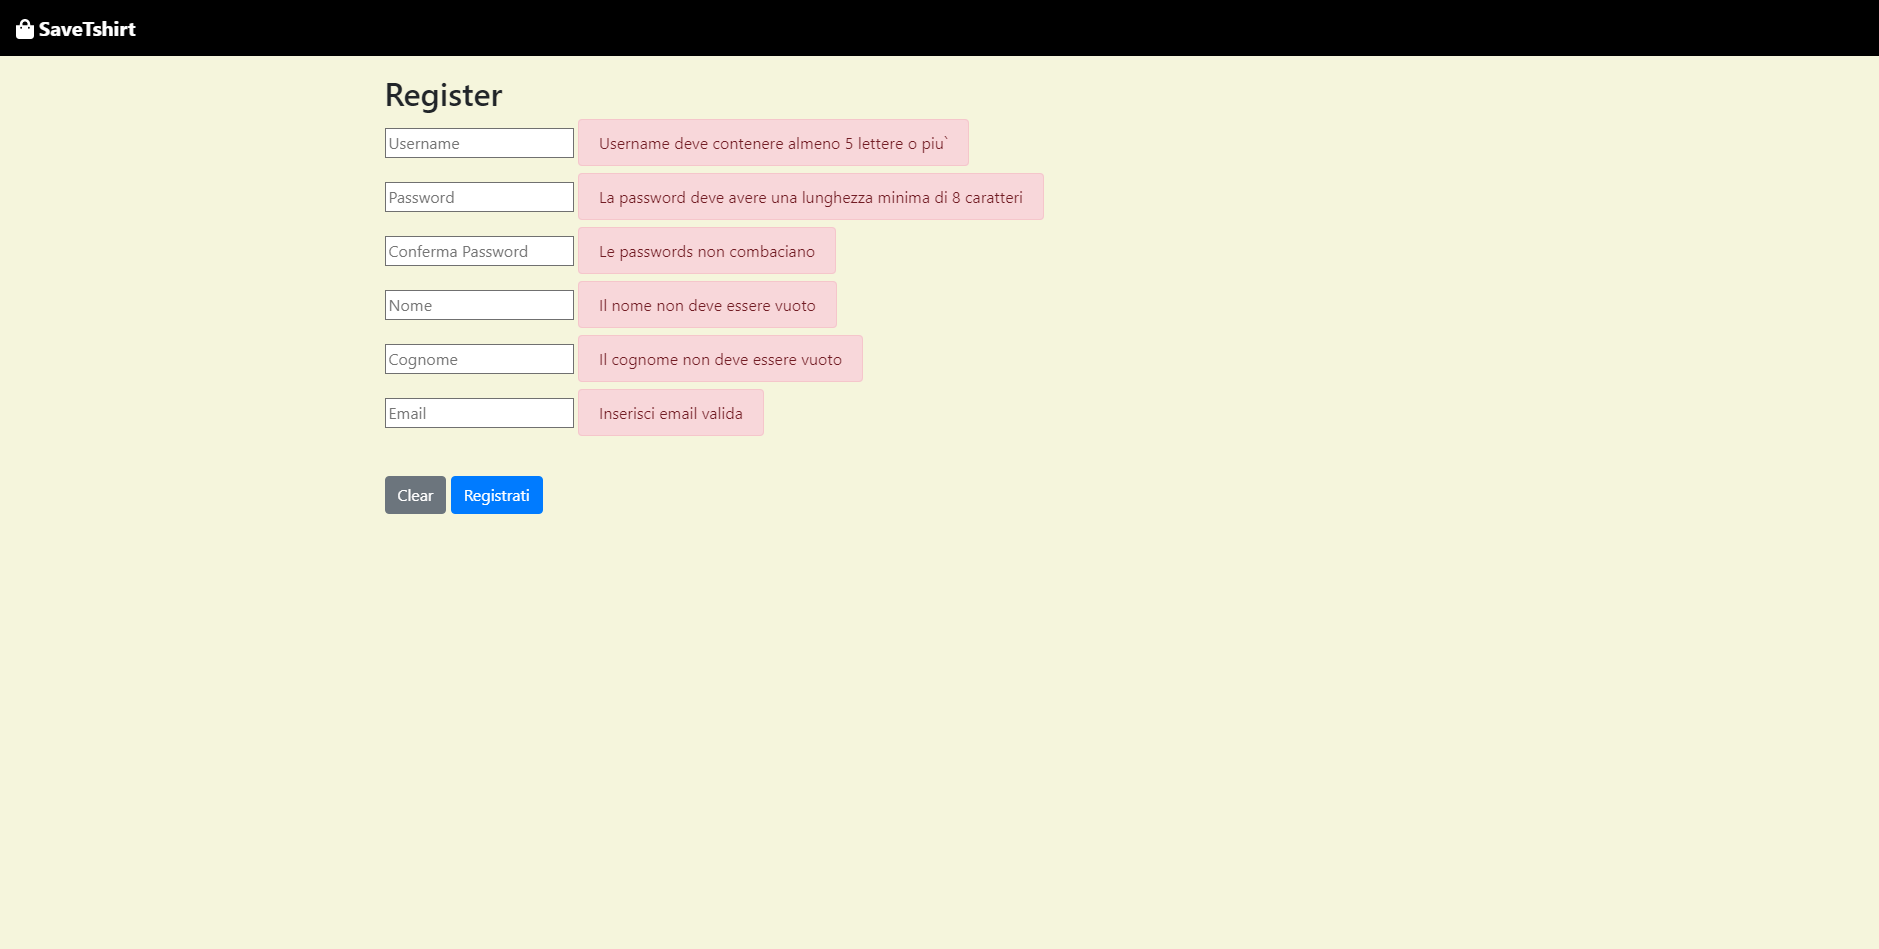 SaveTshirt
Register
Username Username deve contenere almeno 5 lettere o piu`
Password La password deve avere una lunghezza minima di 8 caratteri
Conferma Password Le passwords non combaciano
Nome Il nome non deve essere vuoto
Cognome Il cognome non deve essere vuoto
Email Inserisci email valida
Clear Registrati